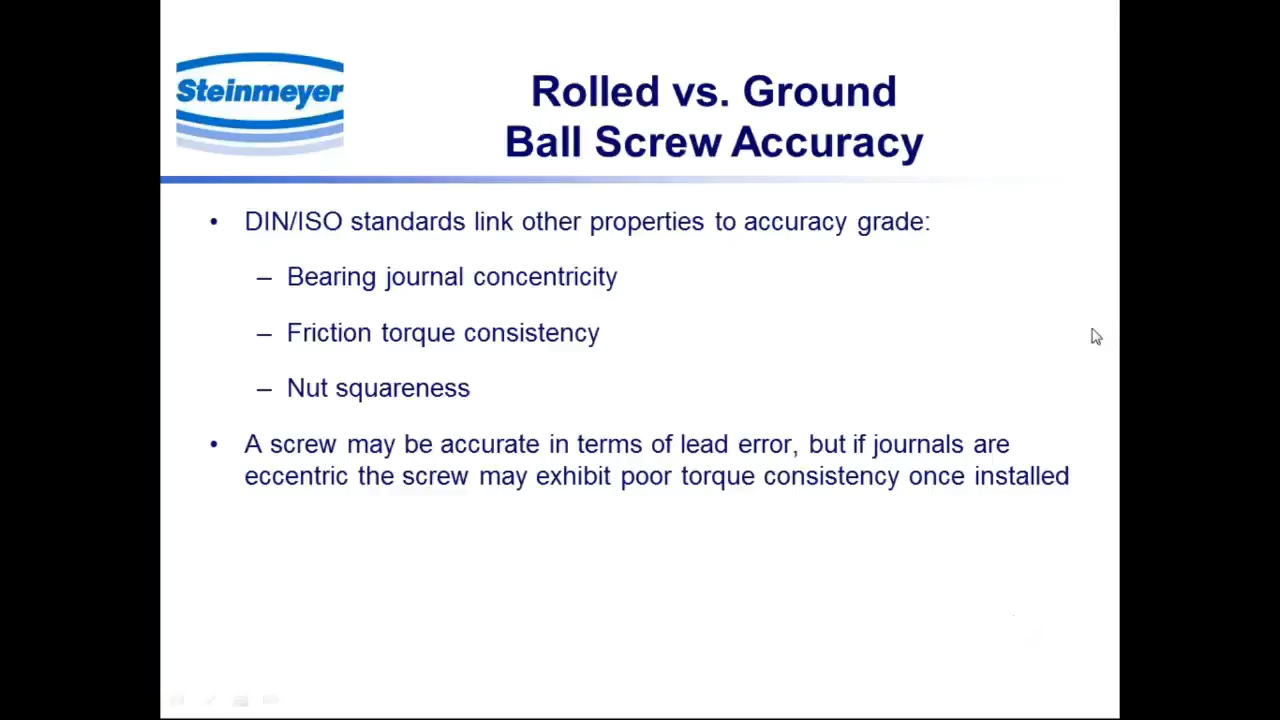 Steinmeyer
Rolled vs. Ground
Ball Screw Accuracy
• DIN/ISO standards link other properties to accuracy grade:
– Bearing journal concentricity
– Friction torque consistency
– Nut squareness
• A screw may be accurate in terms of lead error, but if journals are
eccentric the screw may exhibit poor torque consistency once installed